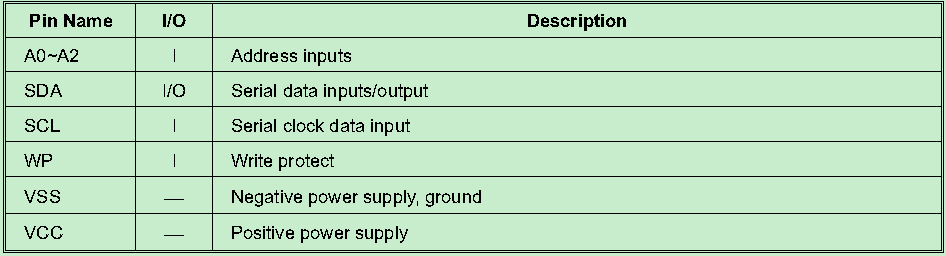 Pin Name I/O Description
A0~A2 I Address inputs
SDA I/O Serial data inputs/output
SCL I Serial clock data input
WP I Write protect
VSS — Negative power supply, ground
VCC — Positive power supply